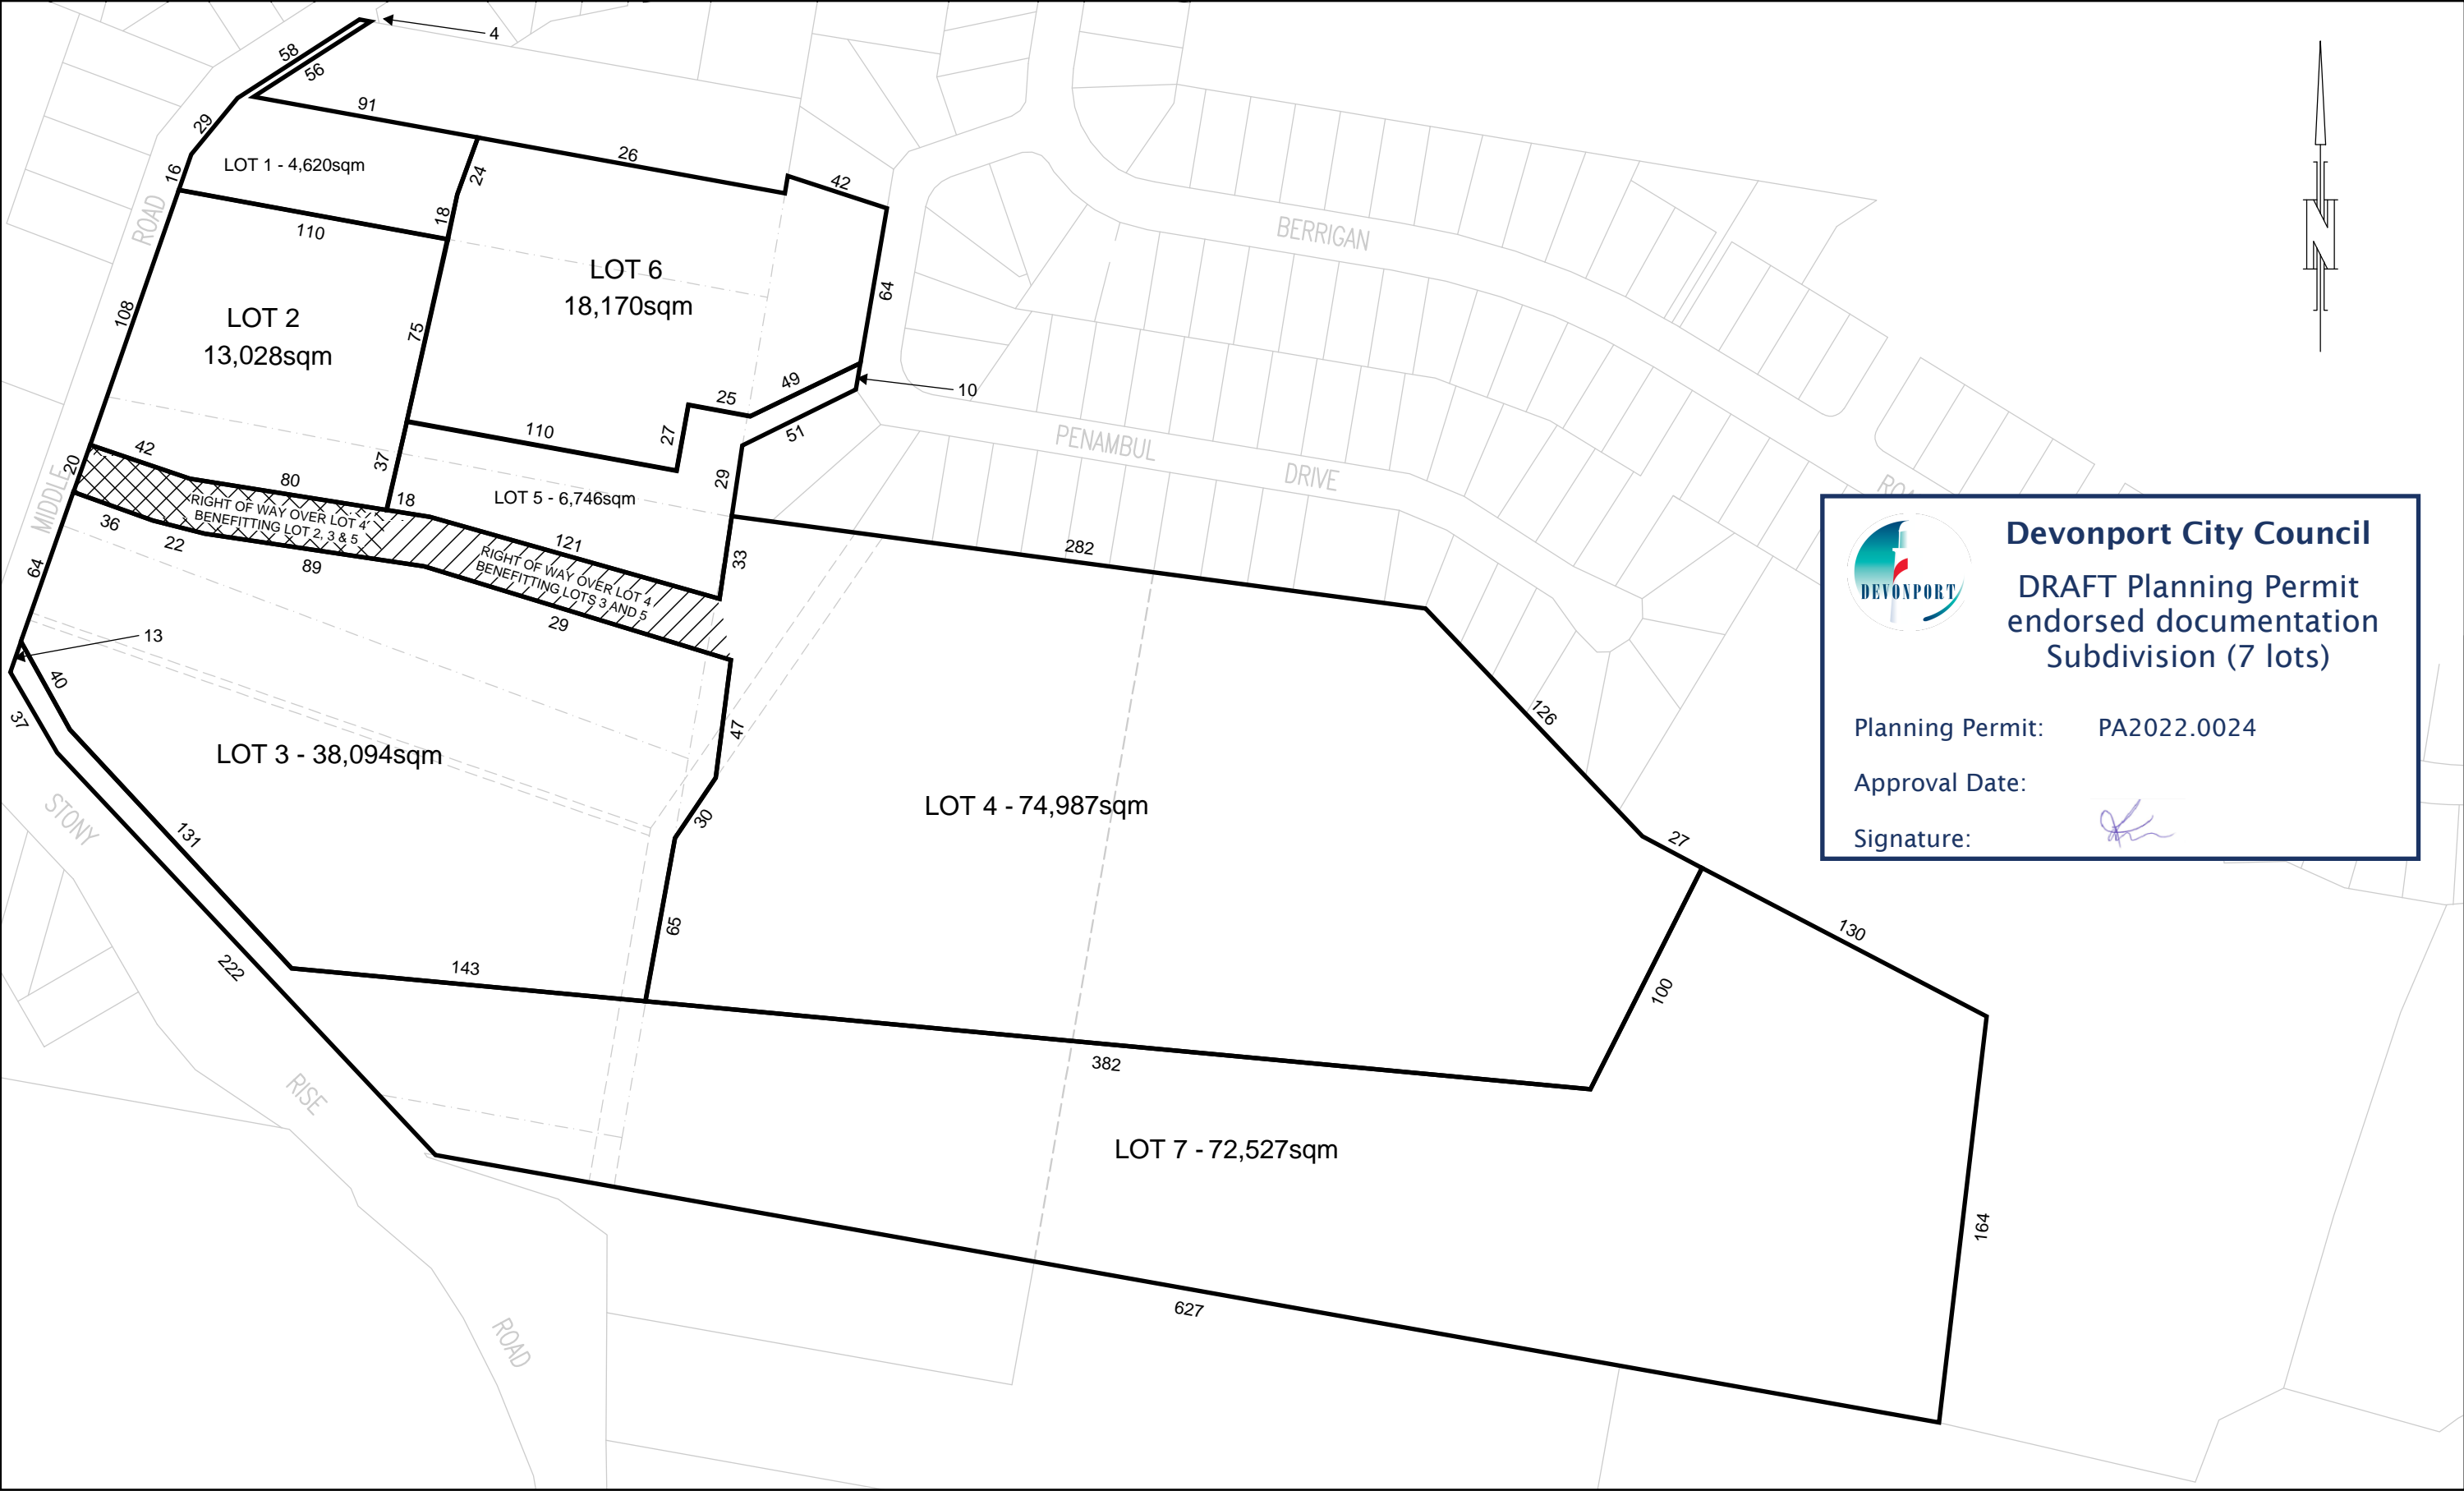 4
58
56
91
29
LOT 1 - 4,620sqm
16
24
18
26
42
ROAD
110
BERRIGAN
LOT 6
18,170sqm
64
108
LOT 2
13,028sqm
75
49
25
10
110
27
51
PENAMBUL
DRIVE
42
20
37
80
18
29
MIDDLE
LOT 5 - 6,746sqm
RIGHT OF WAY OVER LOT 4
BENEFITTING LOT 2, 3 & 5
36
22
89
121
RIGHT OF WAY OVER LOT 4
BENEFITTING LOTS 3 AND 5
33
282
64
29
13
40
37
47
LOT 3 - 38,094sqm
126
STONY
131
30
LOT 4 - 74,987sqm
27
65
130
143
222
100
382
RISE
LOT 7 - 72,527sqm
164
627
ROAD
DEVONPORT
Devonport City Council
DRAFT Planning Permit
endorsed documentation
Subdivision (7 lots)
Planning Permit: PA2022.0024
Approval Date:
Signature:
N